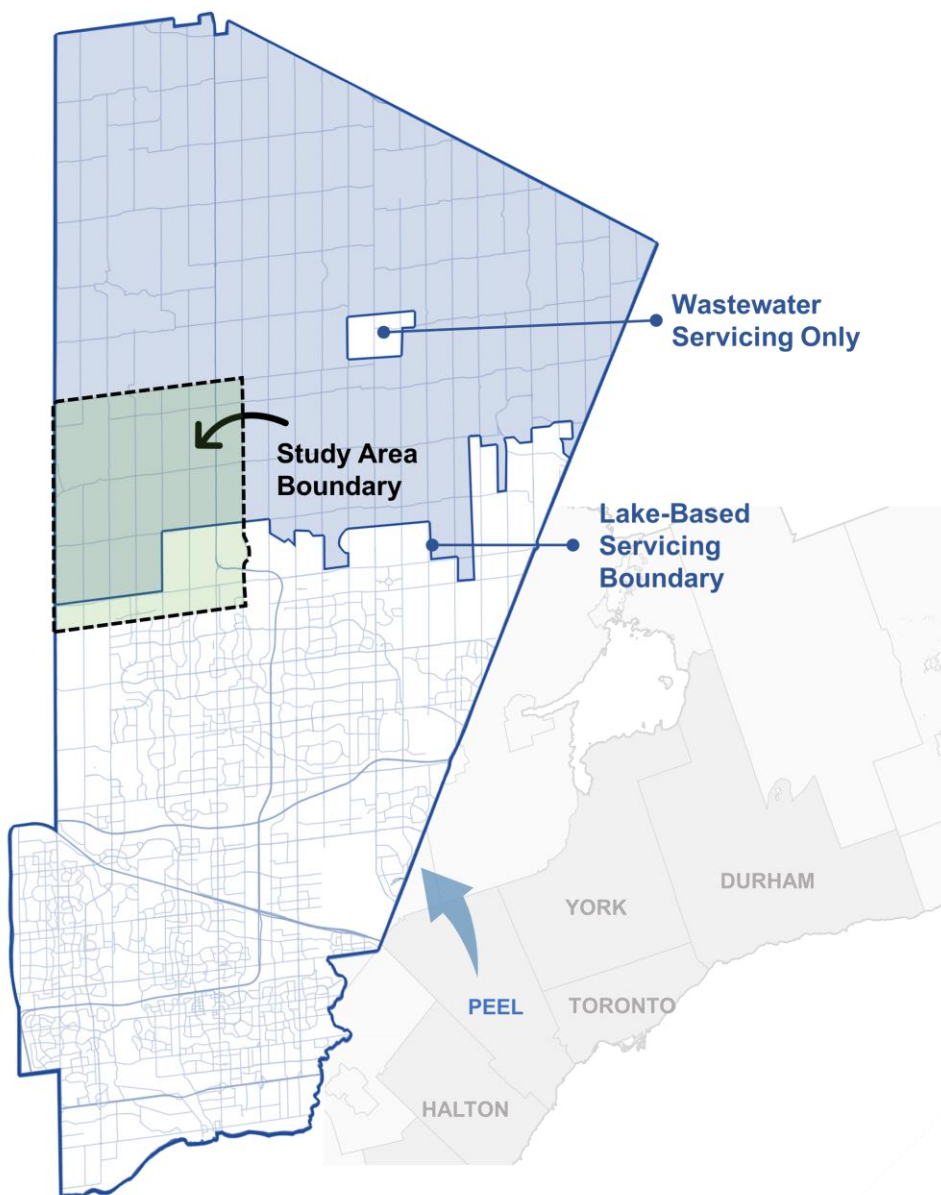 Wastewater
Servicing Only
Study Area
Boundary
Lake-Based
Servicing
Boundary
DURHAM
YORK
PEEL
TORONTO
HALTON